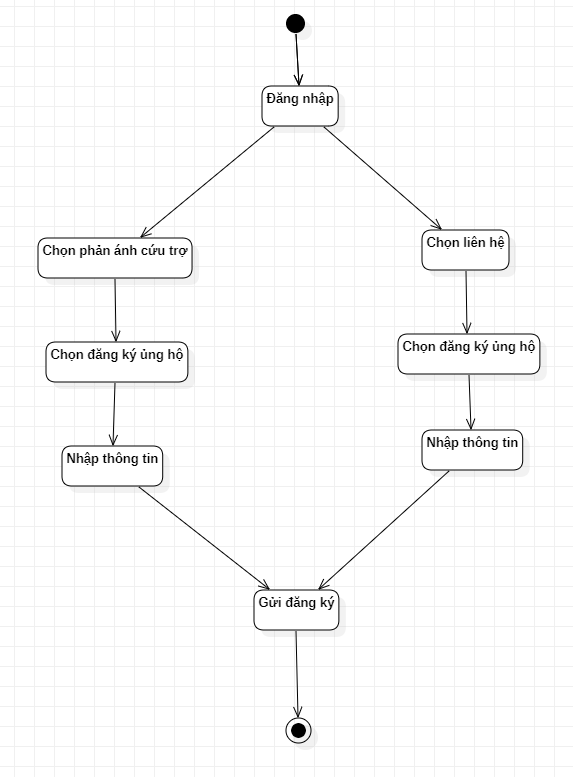 Đăng nhập
Chọn phản ánh cứu trợ
Chọn liên hệ
Chọn đăng ký ủng hộ
Chọn đăng ký ủng hộ
Nhập thông tin
Nhập thông tin
Gửi đăng ký